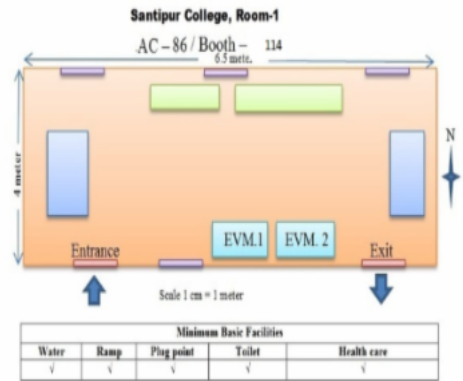 Santipur College, Room-1
AC – 86 / Booth – 114
6.5 mete.
4 meter
N
EVM.1 EVM. 2
Entrance Exit
Scale 1 cm = 1 meter
Minimum Basic Facilities
Water Ramp Plug point Toilet Health care
√ √ √ √ √